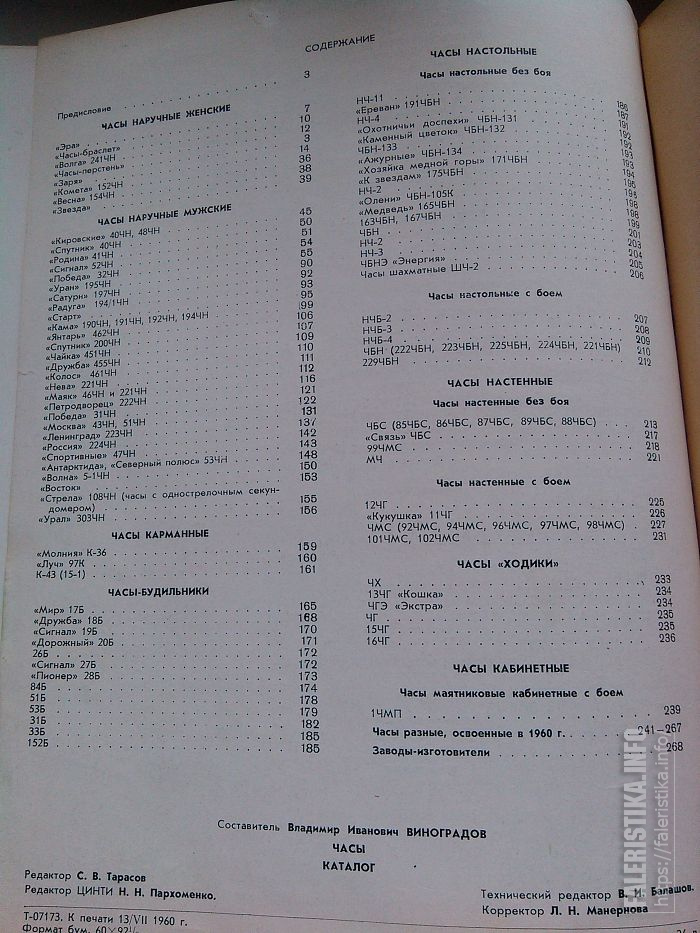 СОДЕРЖАНИЕ
Предисловие 3
ЧАСЫ НАРУЧНЫЕ ЖЕНСКИЕ
«Эра» 7
«Часы-браслет» 10
«Волга» 241ЧН 12
«Часы-перстень» 3
«Заря» 14
«Комета» 152ЧН 36
«Весна» 154ЧН 38
«Звезда» 39
ЧАСЫ НАРУЧНЫЕ МУЖСКИЕ
«Кировские» 40ЧН, 48ЧН 45
«Спутник» 40ЧН 50
«Родина» 41ЧН 51
«Сигнал» 52ЧН 54
«Победа» 32ЧН 55
«Уран» 195ЧН 90
«Сатурн» 197ЧН 92
«Радуга» 194/1ЧН 93
«Старт» 95
«Кама» 190ЧН, 191ЧН, 192ЧН, 194ЧН 99
«Янтарь» 462ЧН 106
«Спутник» 200ЧН 107
«Чайка» 451ЧН 109
«Дружба» 455ЧН 110
«Колос» 461ЧН 111
«Нева» 221ЧН 112
«Маяк» 46ЧН и 221ЧН 116
«Петродворец» 222ЧН 121
«Победа» 31ЧН 122
«Москва» 43ЧН, 51ЧН 131
«Ленинград» 223ЧН 137
«Россия» 224ЧН 142
«Спортивные» 47ЧН 143
«Антарктида», «Северный полюс» 53ЧН 148
«Волна» 5-1ЧН 150
«Восток» 153
«Стрела» 108ЧН (часы с однострелочным секун-
домером) 155
«Урал» 303ЧН 156
ЧАСЫ КАРМАННЫЕ
«Молния» К-36 159
«Луч» 97К 160
К-43 (15-1) 161
ЧАСЫ-БУДИЛЬНИКИ
«Мир» 17Б 165
«Дружба» 18Б 168
«Сигнал» 19Б 170
«Дорожный» 20Б 171
26Б 172
«Сигнал» 27Б 172
«Пионер» 28Б 173
84Б 174
51Б 178
53Б 179
31Б 182
33Б 185
152Б 185
ЧАСЫ НАСТОЛЬНЫЕ
Часы настольные без боя
НЧ-11 186
«Ереван» 191ЧБН 187
НЧ-4 191
«Охотничьи доспехи» ЧБН-131 192
«Каменный цветок» ЧБН-132 192
ЧБН-133 193
«Ажурные» ЧБН-134 193
«Хозяйка медной горы» 171ЧБН 193
«К звездам» 175ЧБН 194
НЧ-2 195
«Олени» ЧБН-105К 198
«Медведь» 165ЧБН 198
163ЧБН, 167ЧБН 199
ЧБН 201
НЧ-2 203
НЧ-3 204
ЧБНЭ «Энергия» 205
Часы шахматные ШЧ-2 206
Часы настольные с боем
НЧБ-2 207
НЧБ-3 208
НЧБ-4 209
ЧБН (222ЧБН, 223ЧБН, 225ЧБН, 224ЧБН, 221ЧБН) 210
229ЧБН 212
ЧАСЫ НАСТЕННЫЕ
Часы настенные без боя
ЧБС (85ЧБС, 86ЧБС, 87ЧБС, 89ЧБС, 88ЧБС) 213
«Связь» ЧБС 217
99ЧМС 218
МЧ 221
Часы настенные с боем
12ЧГ 225
«Кукушка» 11ЧГ 226
ЧМС (92ЧМС, 94ЧМС, 96ЧМС, 97ЧМС, 98ЧМС) 227
101ЧМС, 102ЧМС 231
ЧАСЫ «ХОДИКИ»
ЧХ 233
13ЧГ «Кошка» 234
ЧГЭ «Экстра» 234
ЧГ 235
15ЧГ 235
16ЧГ 236
ЧАСЫ КАБИНЕТНЫЕ
Часы маятниковые кабинетные с боем
1ЧМП 239
Часы разные, освоенные в 1960 г. 241—267
Заводы-изготовители 268
Составитель Владимир Иванович ВИНОГРАДОВ
ЧАСЫ
КАТАЛОГ
Редактор С. В. Тарасов
Редактор ЦИНТИ Н. Н. Пархоменко.
Технический редактор В. И. Балашов.
Корректор Л. Н. Манернова
Т-07173. К печати 13/VII 1960 г.
Формат бум. 60×92
FALERISTIKA.INFO
https://faleristika.info